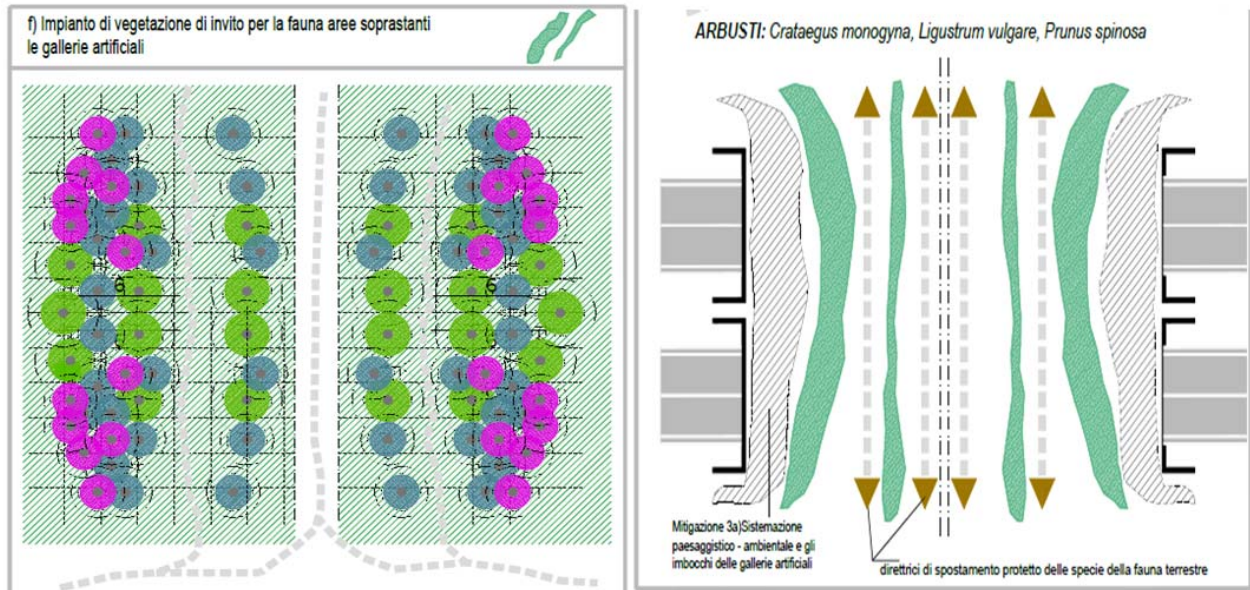 f) Impianto di vegetazione di invito per la fauna aree soprastanti
le gallerie artificiali
6
6
ARBUSTI: Crataegus monogyna, Ligustrum vulgare, Prunus spinosa
Mitigazione 3a)Sistemazione
paesaggistico - ambientale e gli
imbocchi delle gallerie artificiali
direttrici di spostamento protetto delle specie della fauna terrestre